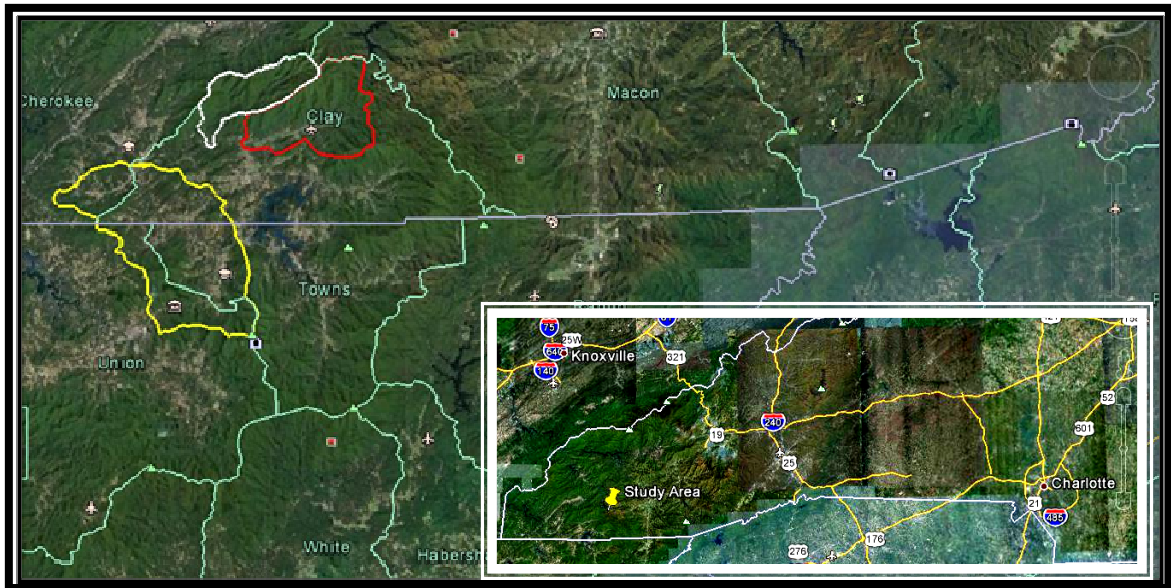 Cherokee
Clay
Macon
Towns
Union
White
Habersh
75
640
25W
Knoxville
140
321
19
240
25
52
601
Study Area
Charlotte
21
485
176
276